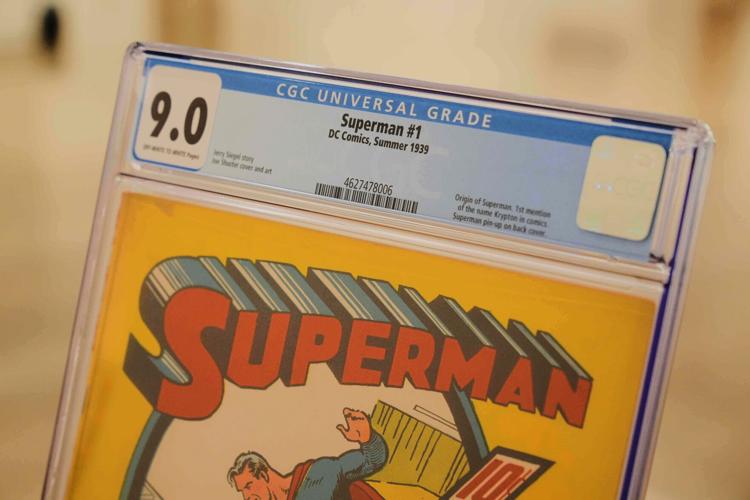 CGC UNIVERSAL GRADE
9.0
OFF-WHITE TO WHITE Pages
Superman #1
DC Comics, Summer 1939
Jerry Siegel story
Joe Shuster cover and art
4627478006
Origin of Superman. 1st mention
of the name Krypton in comics.
Superman pin-up on back cover.
SUPERMAN
10¢